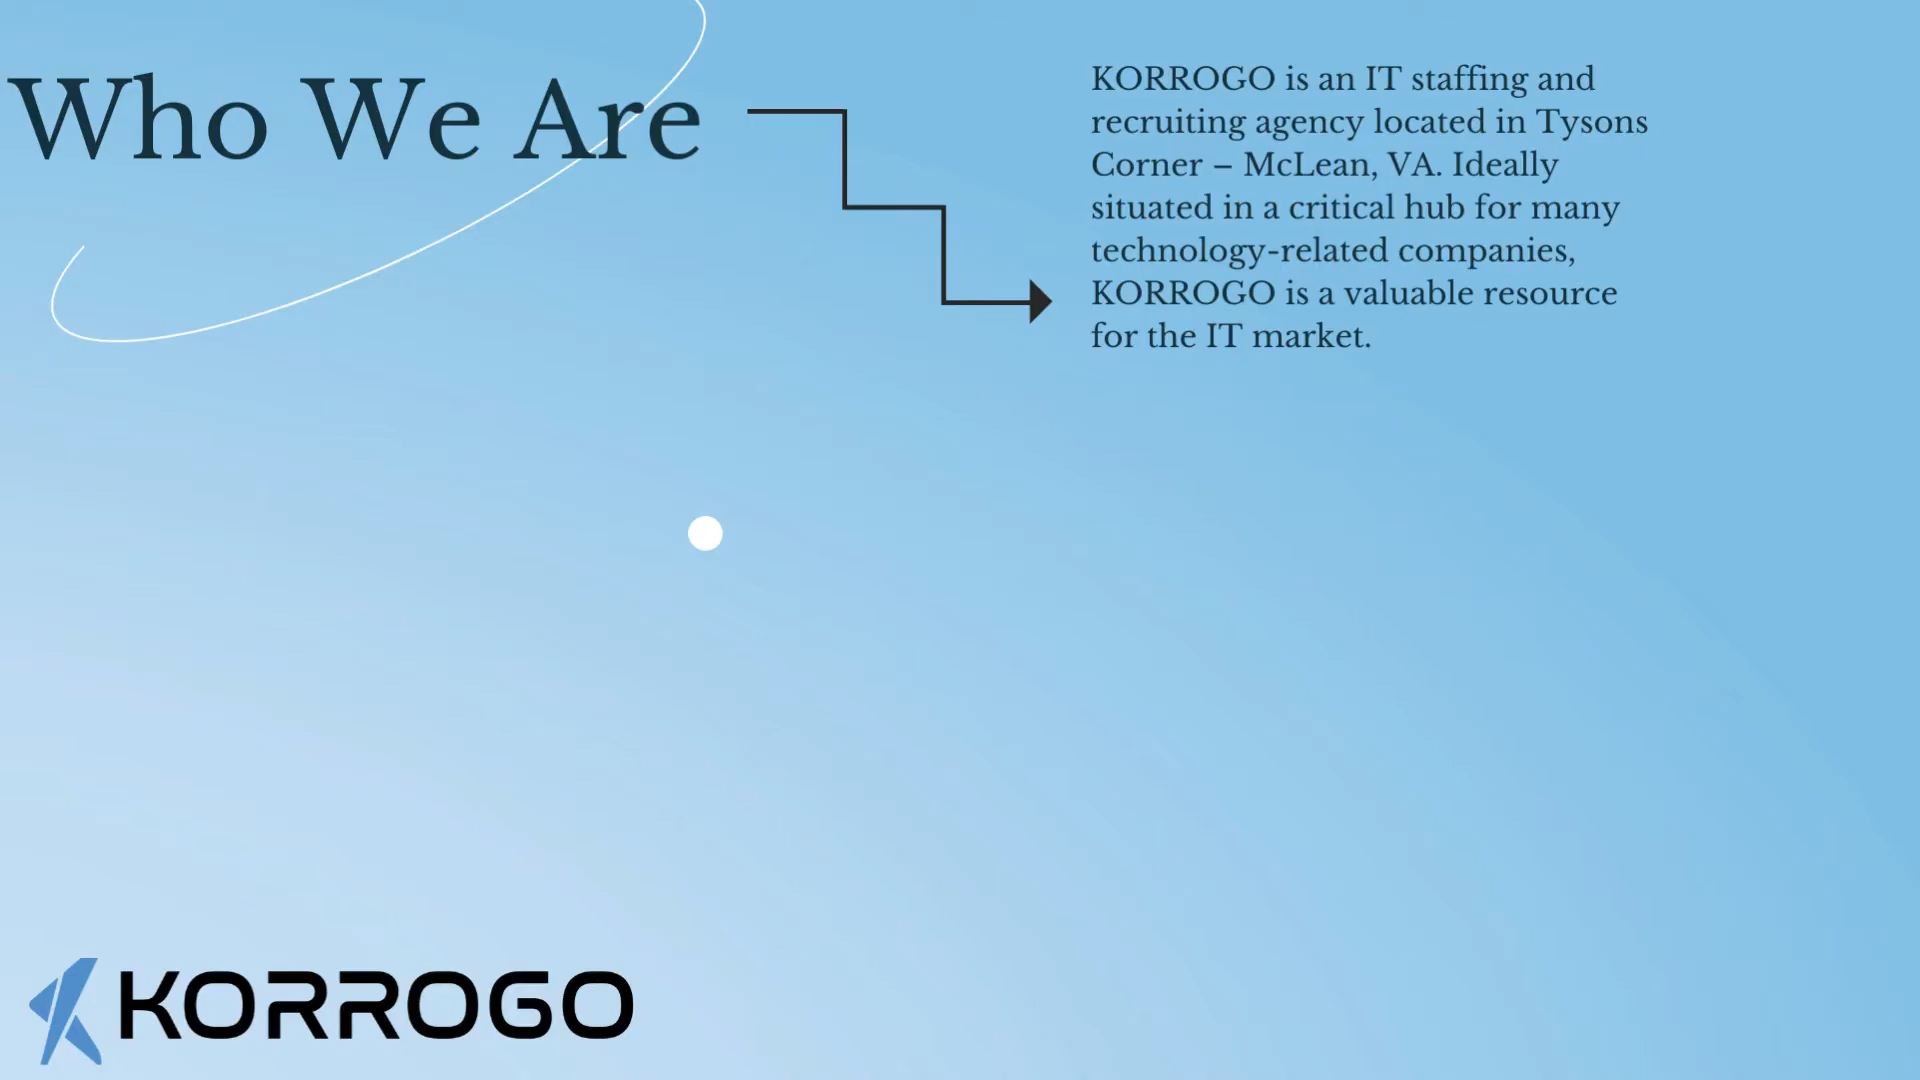 Who We Are
KORROGO is an IT staffing and
recruiting agency located in Tysons
Corner – McLean, VA. Ideally
situated in a critical hub for many
technology-related companies,
KORROGO is a valuable resource
for the IT market.
KORROGO